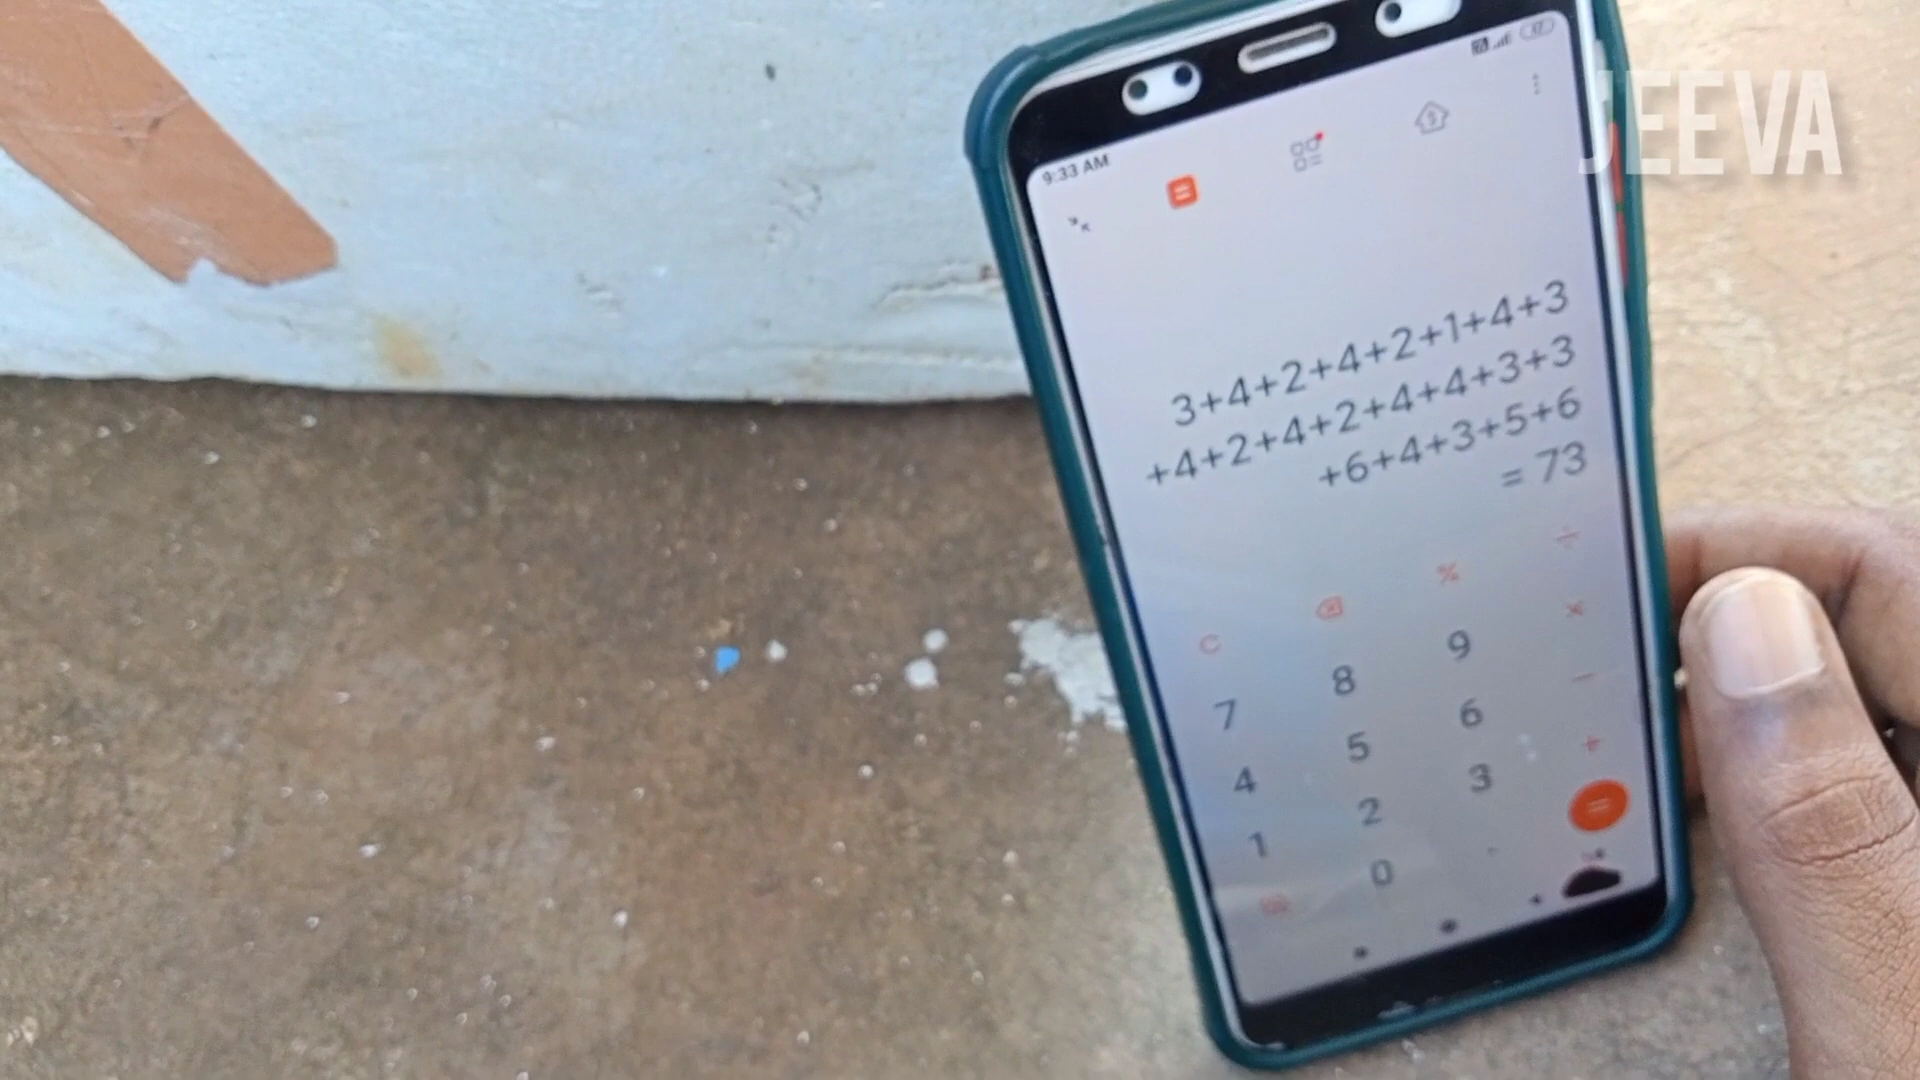 JEEVA
9:33 AM
3+4+2+4+2+1+4+3
+4+2+4+2+4+4+3+3
+6+4+3+5+6
= 73
C % ÷
7 8 9 ×
4 5 6 −
1 2 3 +
0 . =